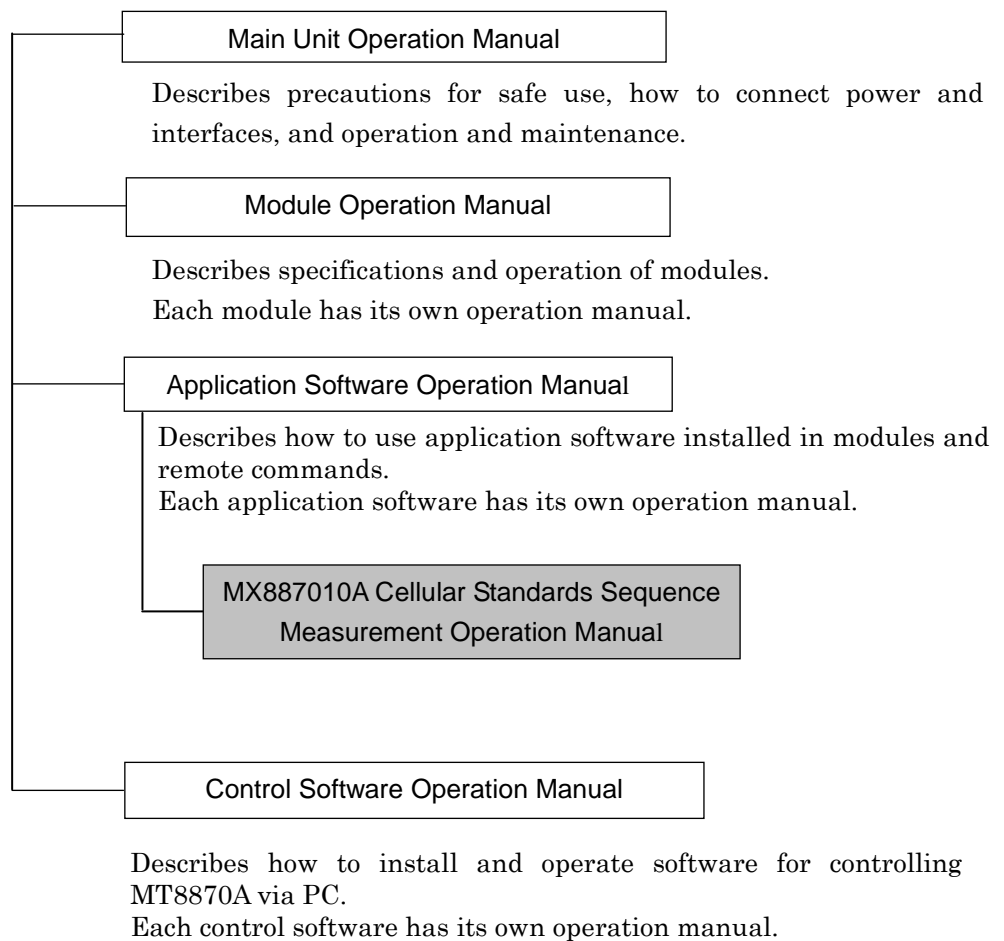 Main Unit Operation Manual
Describes precautions for safe use, how to connect power and
interfaces, and operation and maintenance.
Module Operation Manual
Describes specifications and operation of modules.
Each module has its own operation manual.
Application Software Operation Manual
Describes how to use application software installed in modules and
remote commands.
Each application software has its own operation manual.
MX887010A Cellular Standards Sequence
Measurement Operation Manual
Control Software Operation Manual
Describes how to install and operate software for controlling
MT8870A via PC.
Each control software has its own operation manual.